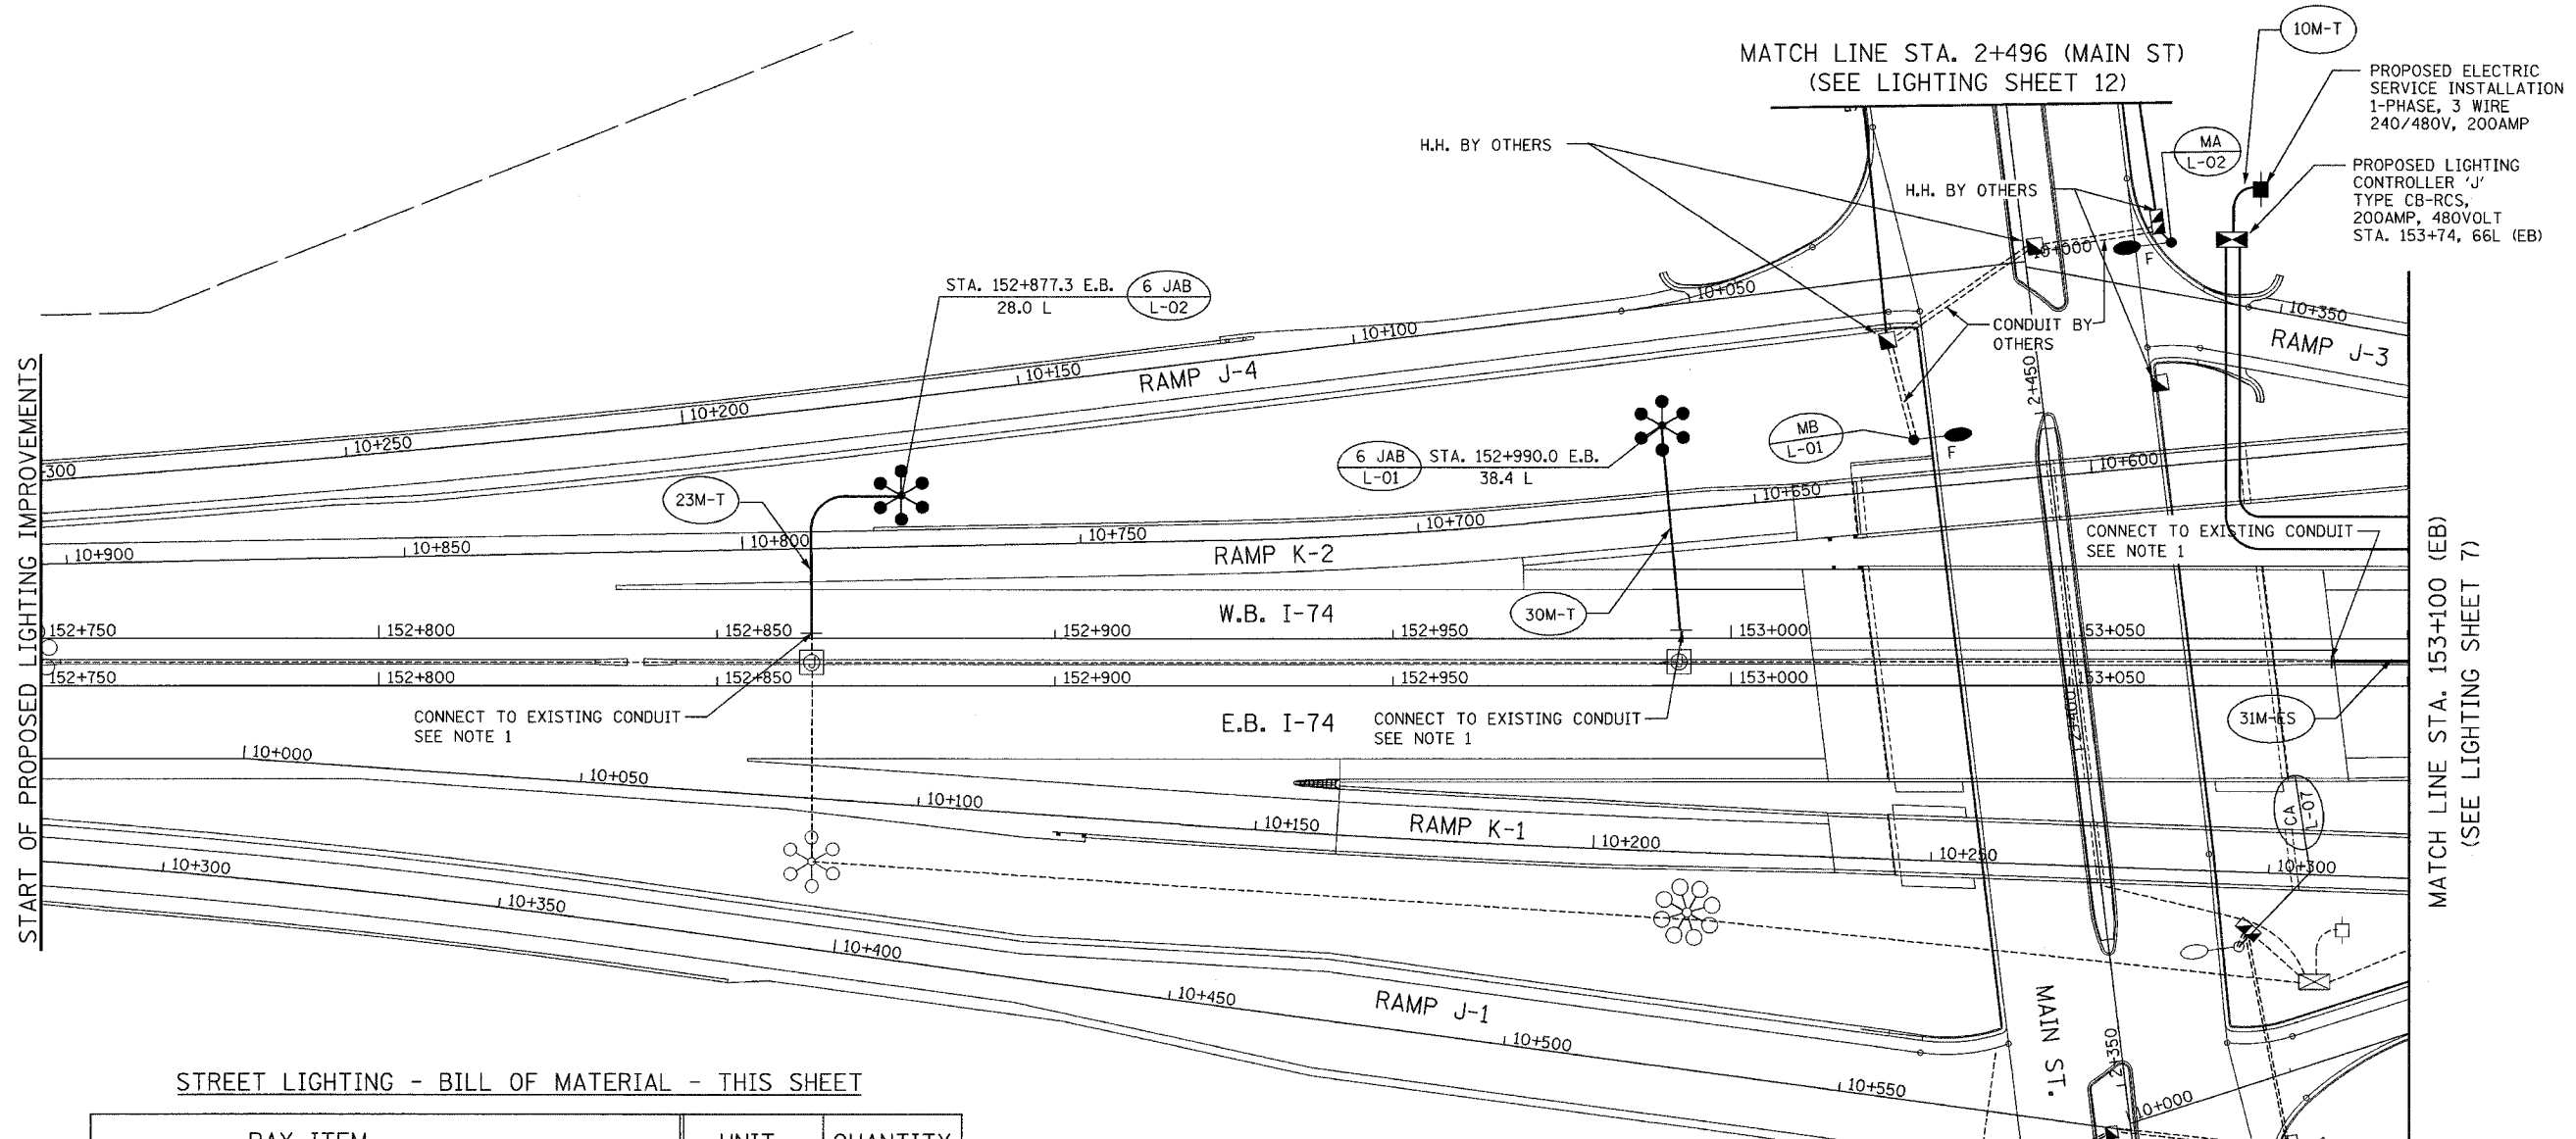 MATCH LINE STA. 2+496 (MAIN ST)
(SEE LIGHTING SHEET 12)
10M-T
PROPOSED ELECTRIC
SERVICE INSTALLATION
1-PHASE, 3 WIRE
240/480V, 200AMP
MA
L-02
PROPOSED LIGHTING
CONTROLLER 'J'
TYPE CB-RCS,
200AMP, 480VOLT
STA. 153+74, 66L (EB)
H.H. BY OTHERS
H.H. BY OTHERS
10+000
F
STA. 152+877.3 E.B.
28.0 L
6 JAB
L-02
10+050
10+350
CONDUIT BY
OTHERS
RAMP J-3
10+100
10+150
RAMP J-4
2+450
10+200
10+250
300
MB
L-01
F
6 JAB
L-01
STA. 152+990.0 E.B.
38.4 L
10+600
10+650
23M-T
10+700
10+750
10+800
10+850
10+900
RAMP K-2
CONNECT TO EXISTING CONDUIT
SEE NOTE 1
START OF PROPOSED LIGHTING IMPROVEMENTS
MATCH LINE STA. 153+100 (EB)
(SEE LIGHTING SHEET 7)
W.B. I-74
30M-T
152+750
152+800
152+850
152+900
152+950
153+000
153+050
152+750
152+800
152+850
152+900
152+950
153+000
153+050
2+400
CONNECT TO EXISTING CONDUIT
SEE NOTE 1
E.B. I-74
CONNECT TO EXISTING CONDUIT
SEE NOTE 1
31M-ES
10+000
10+050
10+100
10+150
RAMP K-1
10+200
10+250
10+300
CA
L-07
10+300
10+350
10+400
10+450
RAMP J-1
10+500
10+550
MAIN ST.
2+350
10+000
STREET LIGHTING - BILL OF MATERIAL - THIS SHEET
PAY ITEM
UNIT
QUANTITY